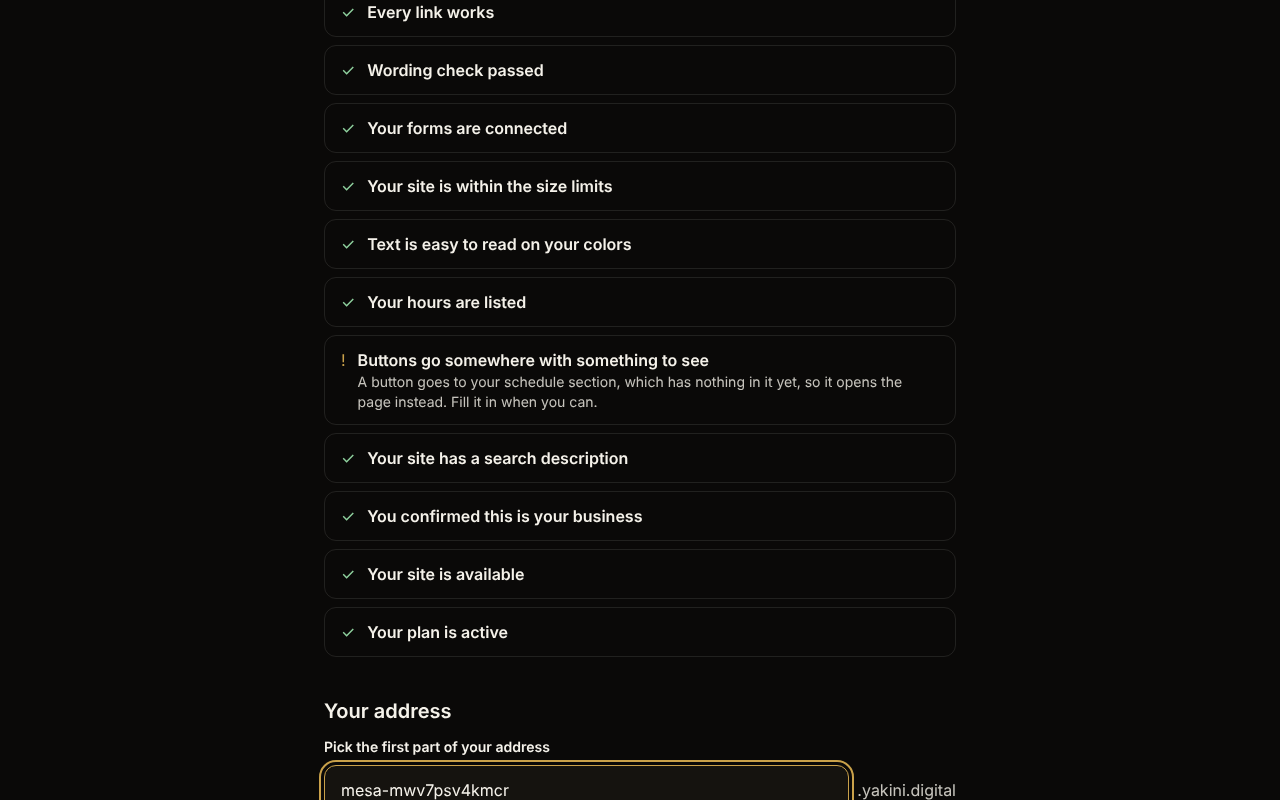 Every link works
Wording check passed
Your forms are connected
Your site is within the size limits
Text is easy to read on your colors
Your hours are listed
! Buttons go somewhere with something to see
A button goes to your schedule section, which has nothing in it yet, so it opens the
page instead. Fill it in when you can.
Your site has a search description
You confirmed this is your business
Your site is available
Your plan is active
Your address
Pick the first part of your address
mesa-mwv7psv4kmcr .yakini.digital